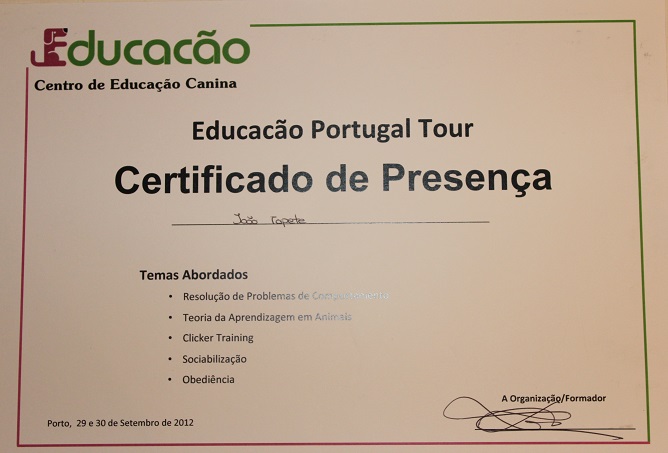 Educacão
Centro de Educação Canina
Educacão Portugal Tour
Certificado de Presença
João Tapete
Temas Abordados
• Resolução de Problemas de Comportamento
• Teoria da Aprendizagem em Animais
• Clicker Training
• Sociabilização
• Obediência
A Organização/Formador
Porto, 29 e 30 de Setembro de 2012